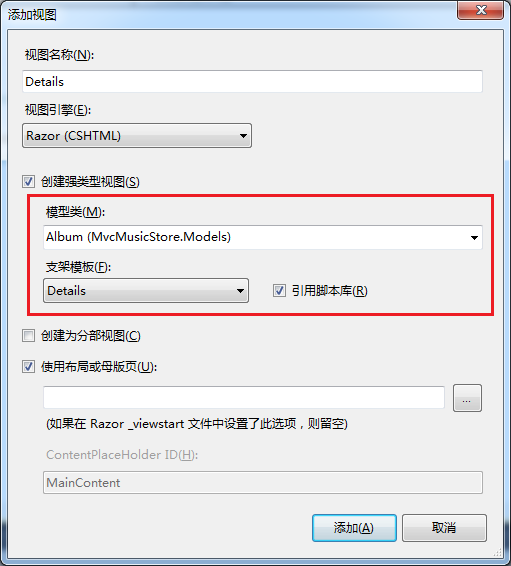 添加视图
视图名称(N):
Details
视图引擎(E):
Razor (CSHTML)
创建强类型视图(S)
模型类(M):
Album (MvcMusicStore.Models)
支架模板(F):
Details 引用脚本库(R)
创建为分部视图(C)
使用布局或母版页(U):
...
(如果在 Razor _viewstart 文件中设置了此选项，则留空)
ContentPlaceHolder ID(H):
MainContent
添加(A) 取消